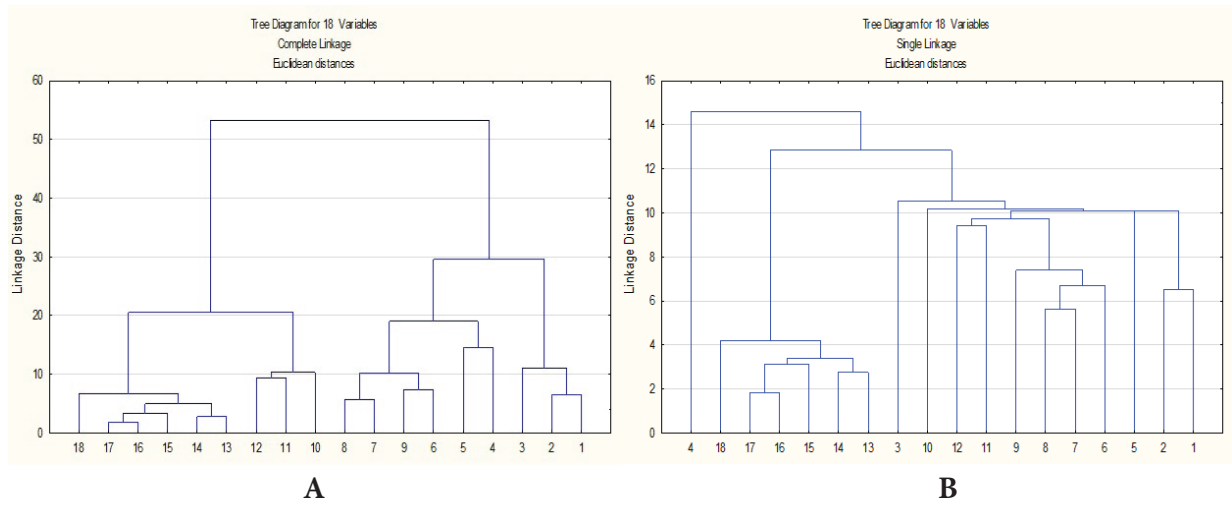 Tree Diagram for 18 Variables
Complete Linkage
Euclidean distances
60
50
40
30
20
10
0
Linkage Distance
18 17 16 15 14 13 12 11 10 8 7 9 6 5 4 3 2 1
A
Tree Diagram for 18 Variables
Single Linkage
Euclidean distances
16
14
12
10
8
6
4
2
0
Linkage Distance
4 18 17 16 15 14 13 3 10 12 11 9 8 7 6 5 2 1
B